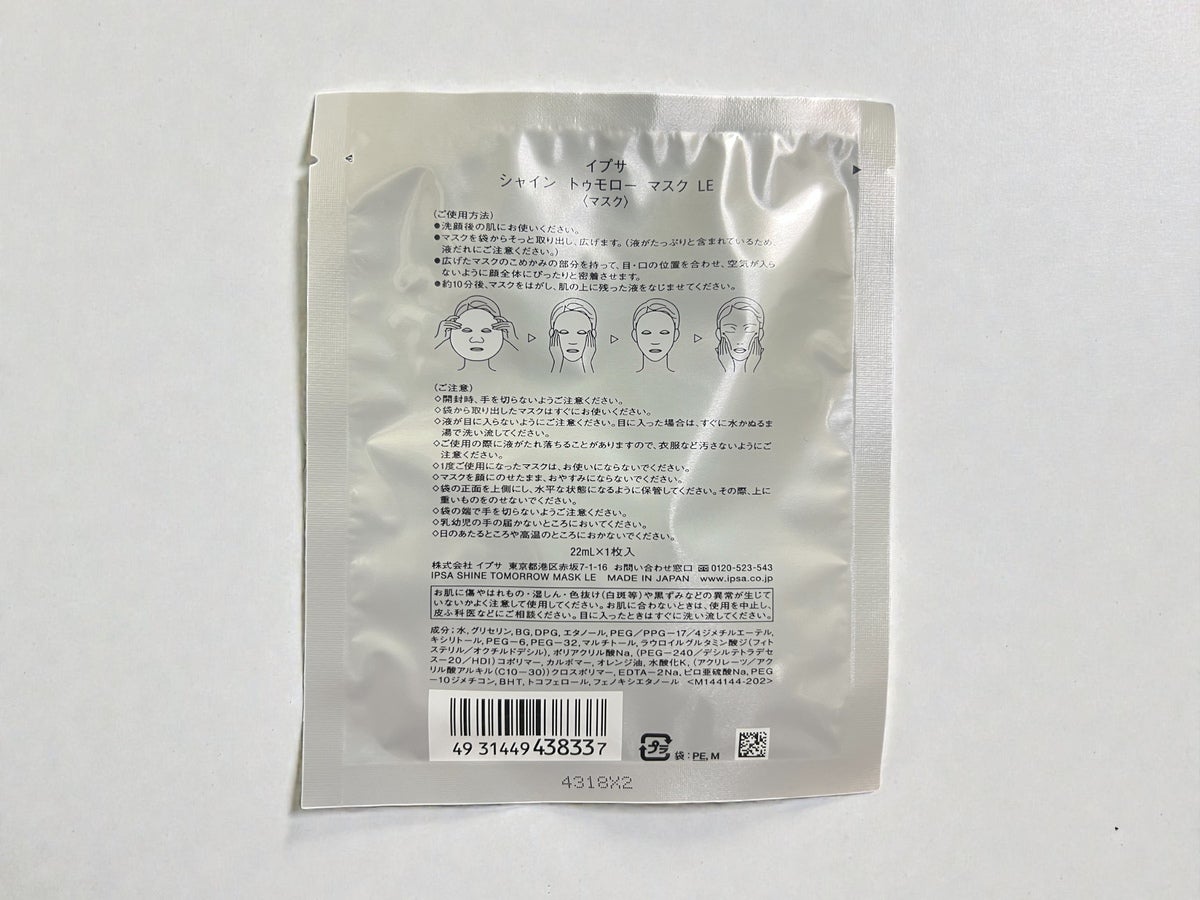 イプサ
シャイン トゥモロー マスク LE
〈マスク〉
(ご使用方法)
●洗顔後の肌にお使いください。
●マスクを袋からそっと取り出し、広げます。(液がたっぷりと含まれているため、
液だれにご注意ください。)
●広げたマスクのこめかみの部分を持って、目・口の位置を合わせ、空気が入ら
ないように顔全体にぴったりと密着させます。
●約10分後、マスクをはがし、肌の上に残った液をなじませてください。
(ご注意)
◇開封時、手を切らないようご注意ください。
◇袋から取り出したマスクはすぐにお使いください。
◇液が目に入らないようにご注意ください。目に入った場合は、すぐに水かぬるま
湯で洗い流してください。
◇ご使用の際に液がたれ落ちることがありますので、衣服など汚さないようにご
注意ください。
◇1度ご使用になったマスクは、お使いにならないでください。
◇マスクを顔にのせたまま、おやすみにならないでください。
◇袋の正面を上側にし、水平な状態になるように保管してください。その際、上に
重いものをのせないでください。
◇袋の端で手を切らないようご注意ください。
◇乳幼児の手の届かないところにおいてください。
◇日のあたるところや高温のところにおかないでください。
22mL×1枚入
株式会社 イプサ 東京都港区赤坂7-1-16 お問い合わせ窓口 0120-523-543
IPSA SHINE TOMORROW MASK LE MADE IN JAPAN www.ipsa.co.jp
お肌に傷やはれもの・湿しん・色抜け(白斑等)や黒ずみなどの異常が生じて
いないかよく注意して使用してください。お肌に合わないときは、使用を中止し、
皮ふ科医などにご相談ください。目に入ったときはすぐに洗い流してください。
成分:水, グリセリン, BG, DPG, エタノール, PEG/PPG-17/4ジメチルエーテル,
キシリトール, PEG-6, PEG-32, マルチトール, ラウロイルグルタミン酸ジ(フィト
ステリル/オクチルドデシル), ポリアクリル酸Na, (PEG-240/デシルテトラデセ
ス-20/HDI)コポリマー, カルボマー, オレンジ油, 水酸化K, (アクリレーツ/アク
リル酸アルキル(C10-30))クロスポリマー, EDTA-2Na, ピロ亜硫酸Na, PEG
-10ジメチコン, BHT, トコフェロール, フェノキシエタノール <M144144-202>
49 31449 438337
プラ 袋:PE, M
4318X2